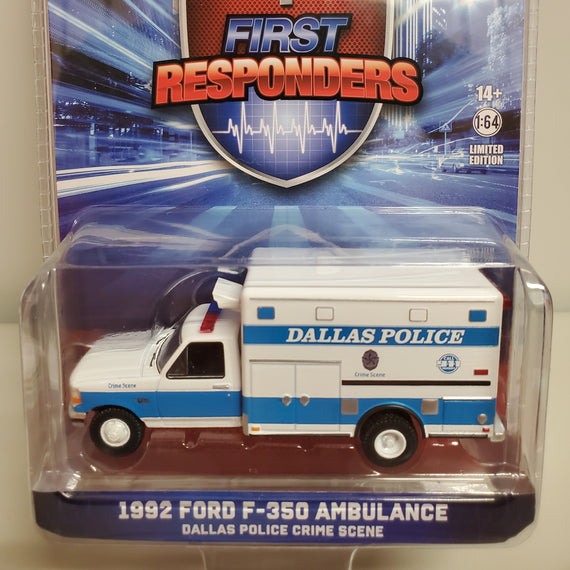 FIRST
RESPONDERS
14+
1:64
LIMITED
EDITION
DALLAS POLICE
Crime Scene
Crime Scene
1992 FORD F-350 AMBULANCE
DALLAS POLICE CRIME SCENE